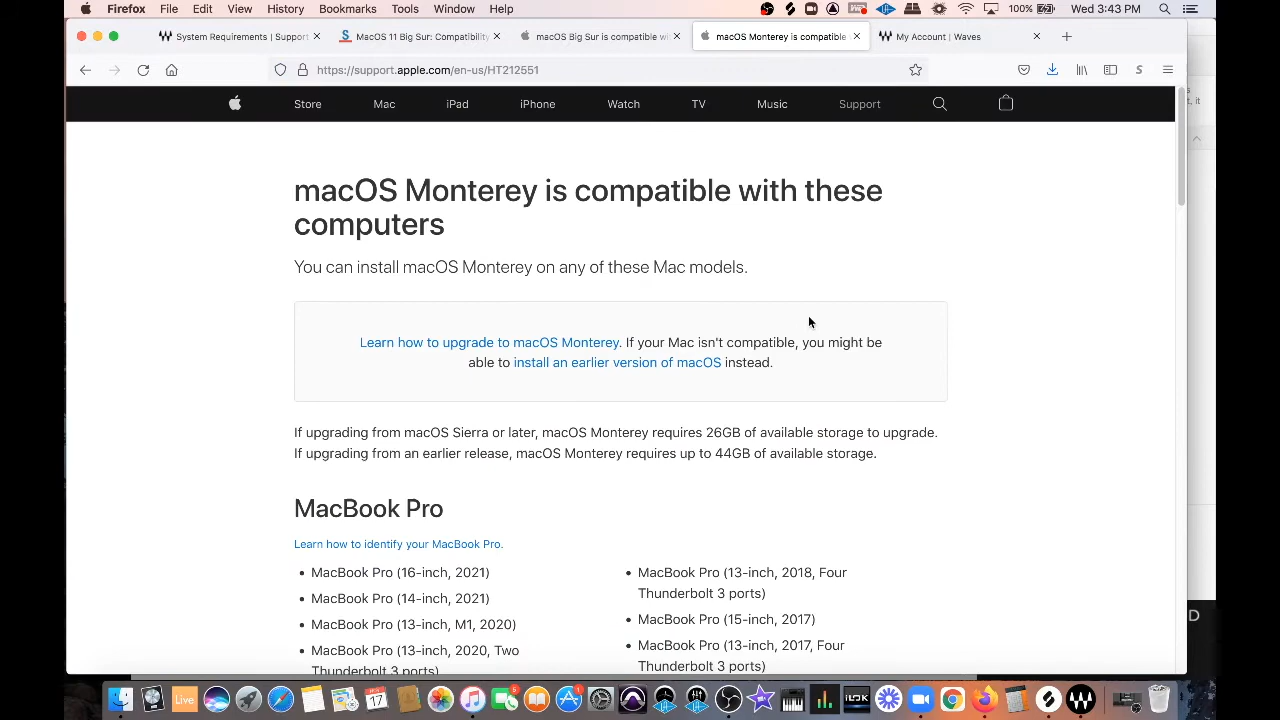 Firefox File Edit View History Bookmarks Tools Window Help 100% Wed 3:43 PM
System Requirements | Support MacOS 11 Big Sur: Compatibility macOS Big Sur is compatible wi macOS Monterey is compatible My Account | Waves
https://support.apple.com/en-us/HT212551
Store Mac iPad iPhone Watch TV Music Support
macOS Monterey is compatible with these
computers
You can install macOS Monterey on any of these Mac models.
Learn how to upgrade to macOS Monterey. If your Mac isn't compatible, you might be
able to install an earlier version of macOS instead.
If upgrading from macOS Sierra or later, macOS Monterey requires 26GB of available storage to upgrade.
If upgrading from an earlier release, macOS Monterey requires up to 44GB of available storage.
MacBook Pro
Learn how to identify your MacBook Pro.
• MacBook Pro (16-inch, 2021)
• MacBook Pro (14-inch, 2021)
• MacBook Pro (13-inch, M1, 2020)
• MacBook Pro (13-inch, 2020, Two
Thunderbolt 3 ports)
• MacBook Pro (13-inch, 2018, Four
Thunderbolt 3 ports)
• MacBook Pro (15-inch, 2017)
• MacBook Pro (13-inch, 2017, Four
Thunderbolt 3 ports)
, it
D
Live 17 5 1 iLOK